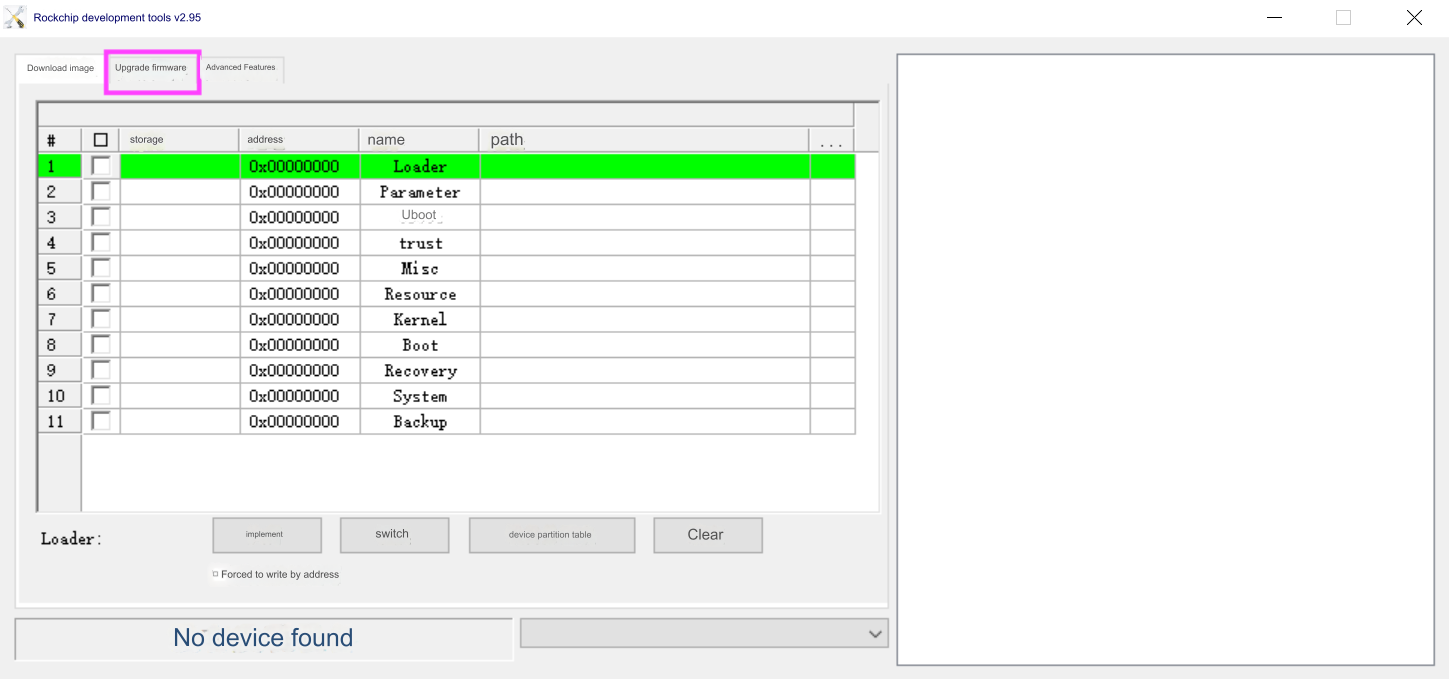 Rockchip development tools v2.95
Download image Upgrade firmware Advanced Features
# storage address name path ...
1 0x00000000 Loader
2 0x00000000 Parameter
3 0x00000000 Uboot
4 0x00000000 trust
5 0x00000000 Misc
6 0x00000000 Resource
7 0x00000000 Kernel
8 0x00000000 Boot
9 0x00000000 Recovery
10 0x00000000 System
11 0x00000000 Backup
Loader: implement switch device partition table Clear
Forced to write by address
No device found